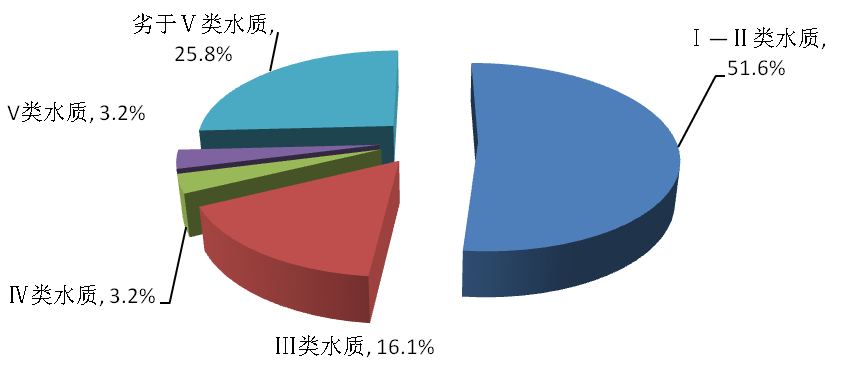 劣于Ⅴ类水质,
25.8%
Ⅰ—Ⅱ类水质,
51.6%
V类水质, 3.2%
Ⅳ类水质, 3.2%
Ⅲ类水质, 16.1%